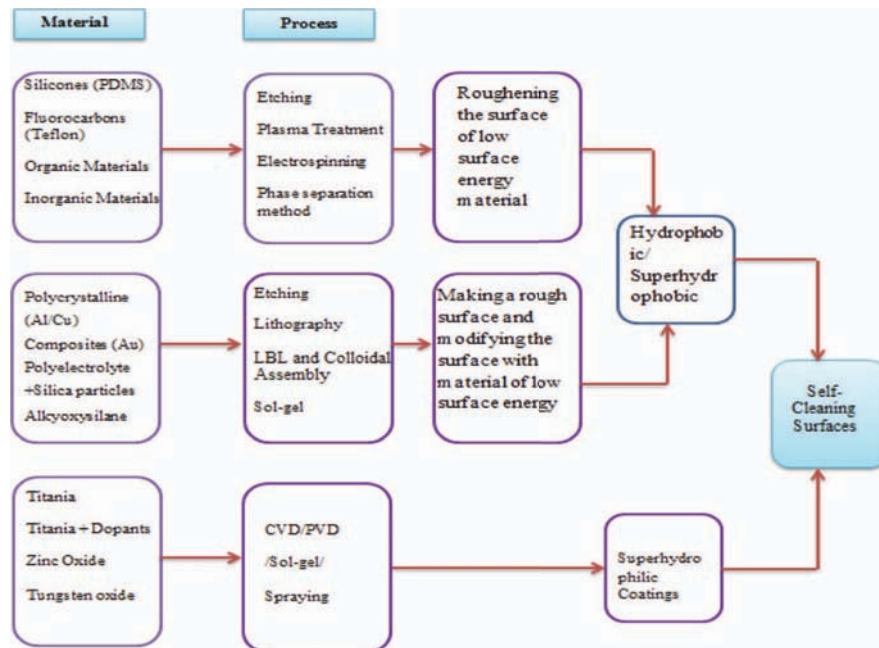 Material
Process
Silicones (PDMS)
Fluorocarbons
(Teflon)
Organic Materials
Inorganic Materials
Etching
Plasma Treatment
Electrospinning
Phase separation
method
Roughening
the surface
of low
surface
energy
material
Hydrophob
ic/
Superhydr
ophobic
Polycrystalline
(Al/Cu)
Composites (Au)
Polyelectrolyte
+Silica particles
Alkyoxysilane
Etching
Lithography
LBL and Colloidal
Assembly
Sol-gel
Making a rough
surface and
modifying the
surface with
material of low
surface energy
Self-
Cleaning
Surfaces
Titania
Titania + Dopants
Zinc Oxide
Tungsten oxide
CVD/PVD
/Sol-gel/
Spraying
Superhydro
philic
Coatings